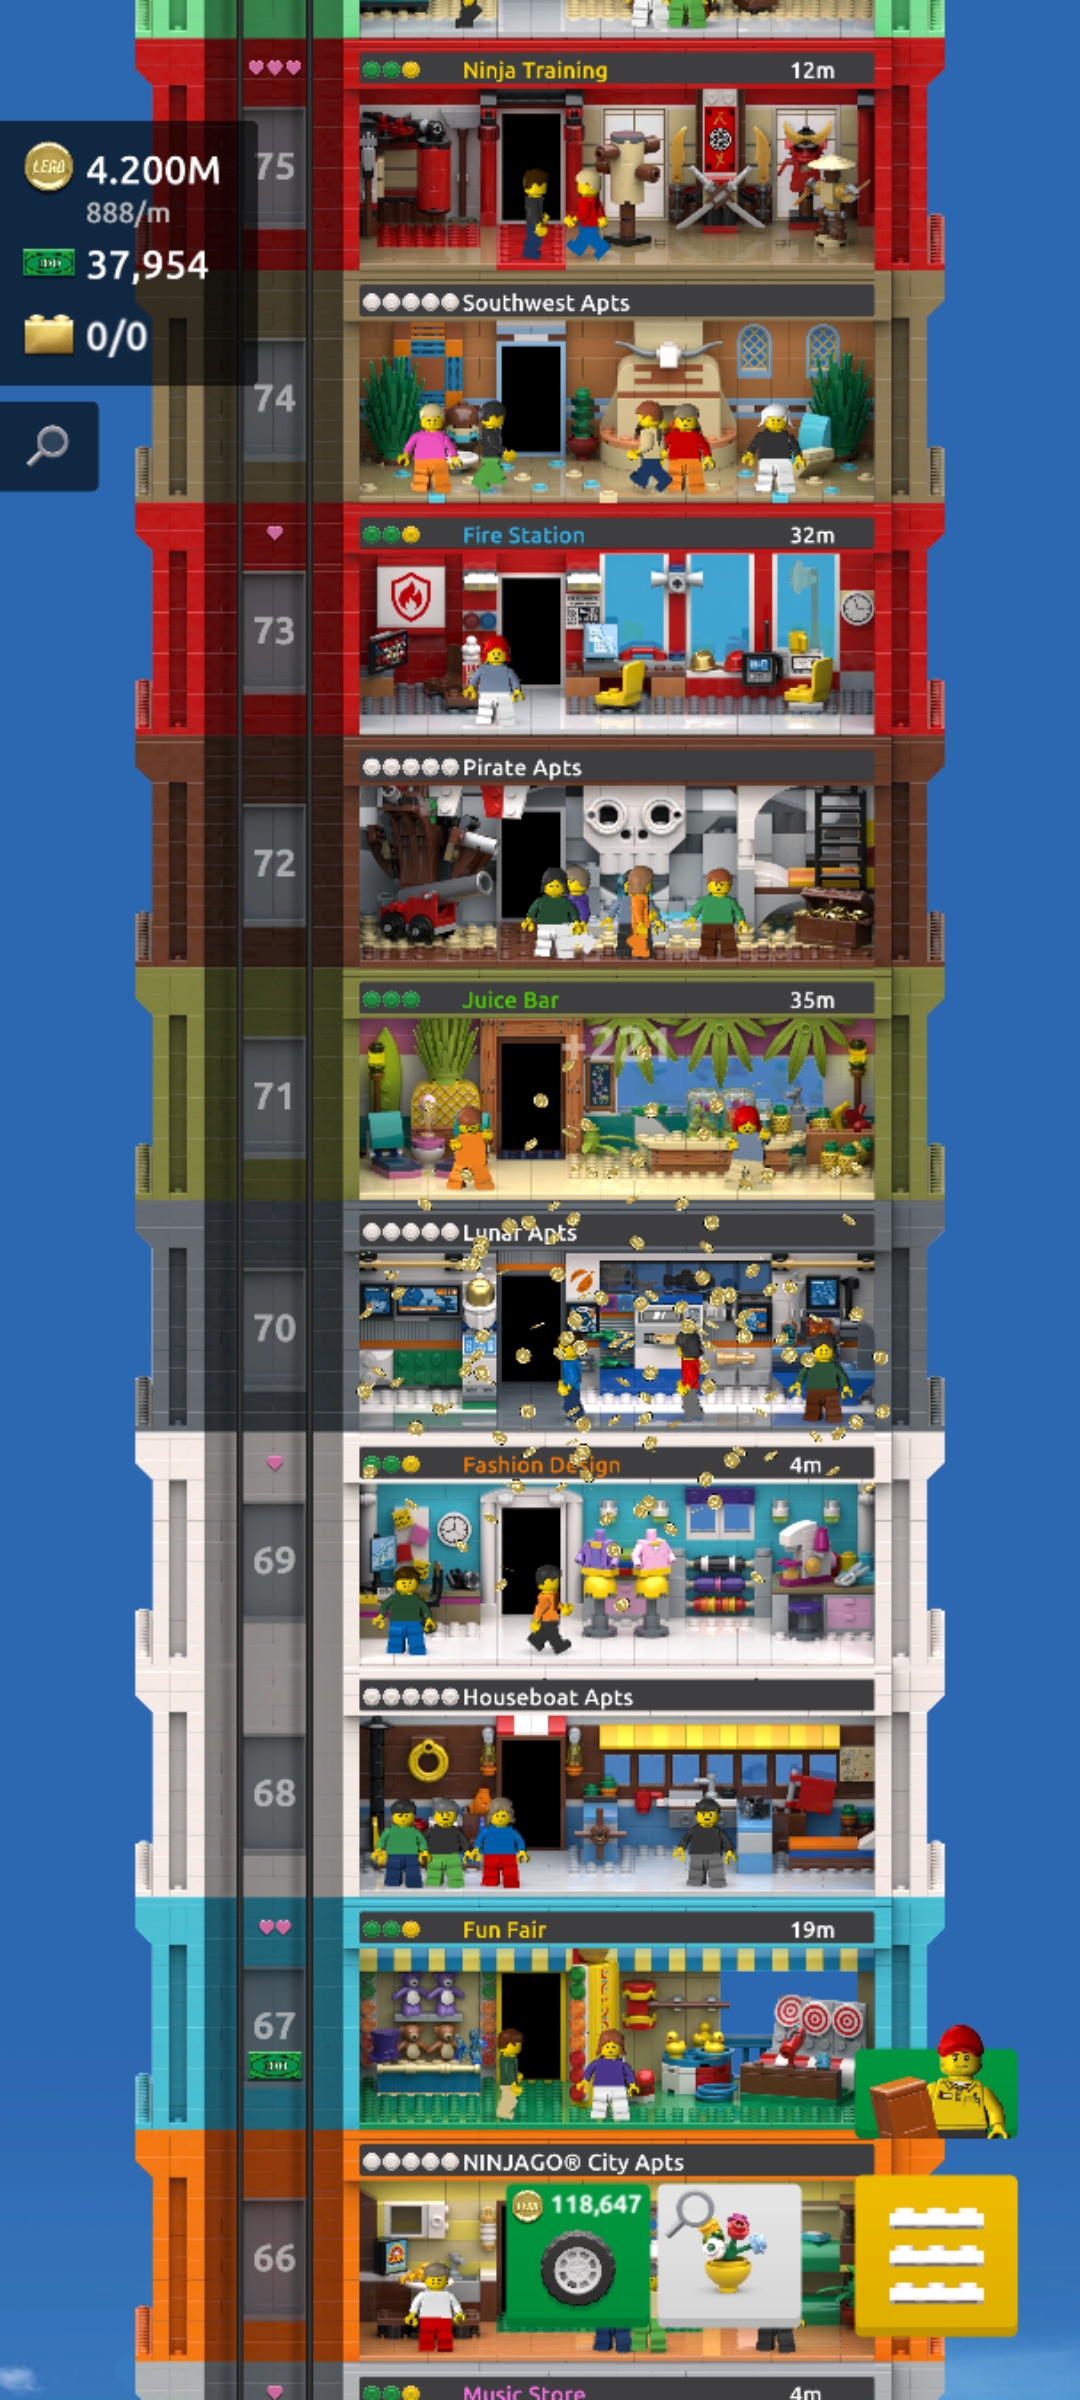 Ninja Training 12m
75
4.200M
888/m
37,954
0/0
Southwest Apts
74
Fire Station 32m
73
Pirate Apts
72
Juice Bar 35m
+221
71
Lunar Apts
70
Fashion Design 4m
69
Houseboat Apts
68
Fun Fair 19m
67
NINJAGO® City Apts
118,647
66
Music Store 4m